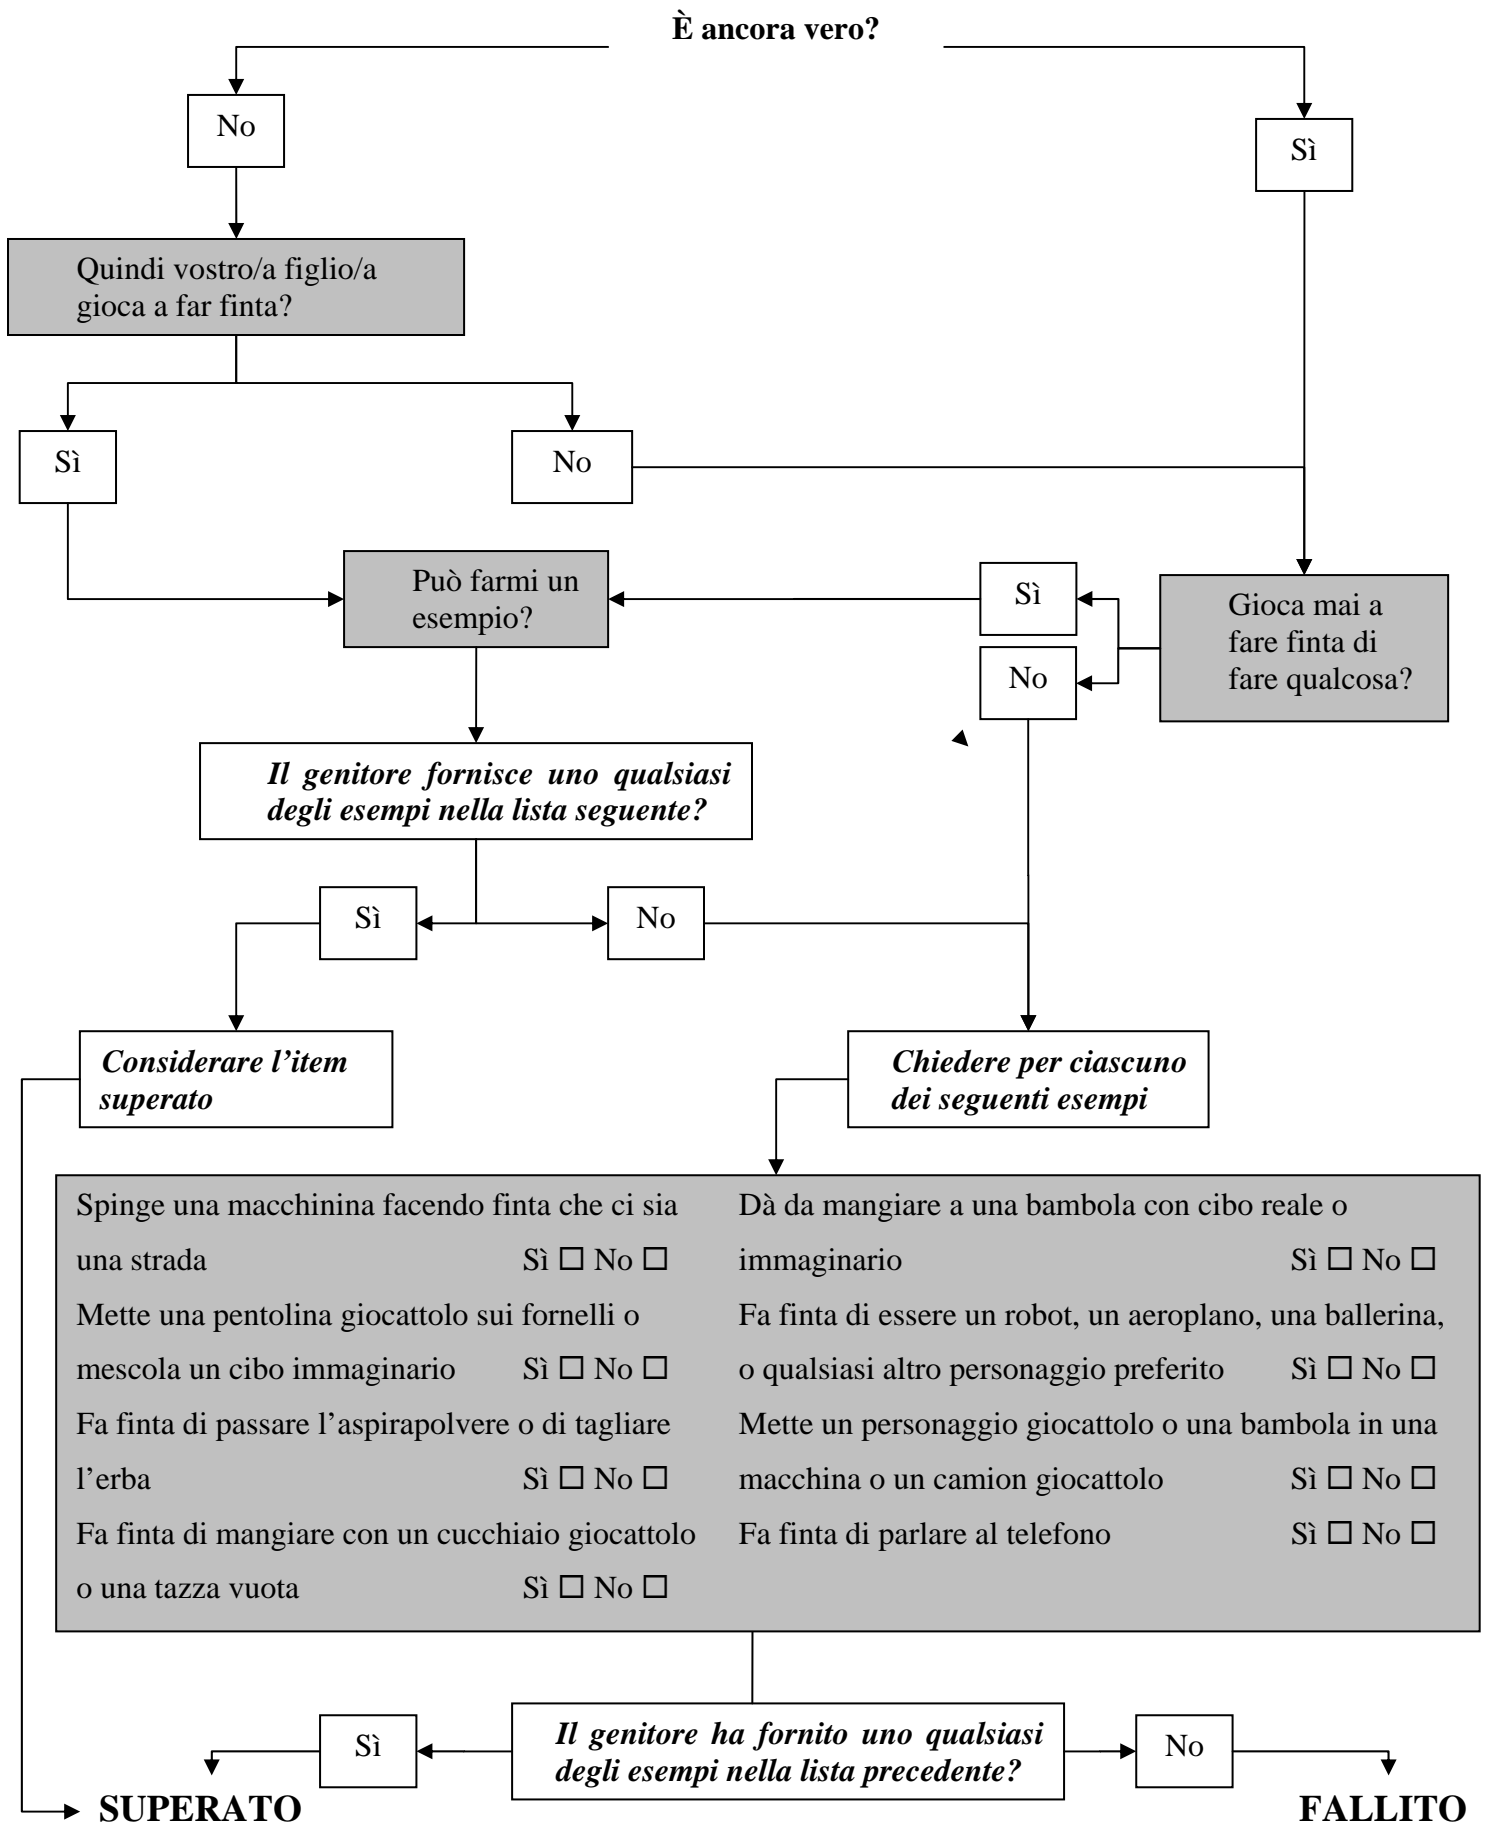 È ancora vero?
No
Sì
Quindi vostro/a figlio/a
gioca a far finta?
Sì
No
Può farmi un
esempio?
Sì
No
Gioca mai a
fare finta di
fare qualcosa?
Il genitore fornisce uno qualsiasi
degli esempi nella lista seguente?
Sì
No
Considerare l’item
superato
Chiedere per ciascuno
dei seguenti esempi
Spinge una macchinina facendo finta che ci sia
una strada Sì □ No □
Mette una pentolina giocattolo sui fornelli o
mescola un cibo immaginario Sì □ No □
Fa finta di passare l’aspirapolvere o di tagliare
l’erba Sì □ No □
Fa finta di mangiare con un cucchiaio giocattolo
o una tazza vuota Sì □ No □
Dà da mangiare a una bambola con cibo reale o
immaginario Sì □ No □
Fa finta di essere un robot, un aeroplano, una ballerina,
o qualsiasi altro personaggio preferito Sì □ No □
Mette un personaggio giocattolo o una bambola in una
macchina o un camion giocattolo Sì □ No □
Fa finta di parlare al telefono Sì □ No □
Sì
Il genitore ha fornito uno qualsiasi
degli esempi nella lista precedente?
No
SUPERATO
FALLITO